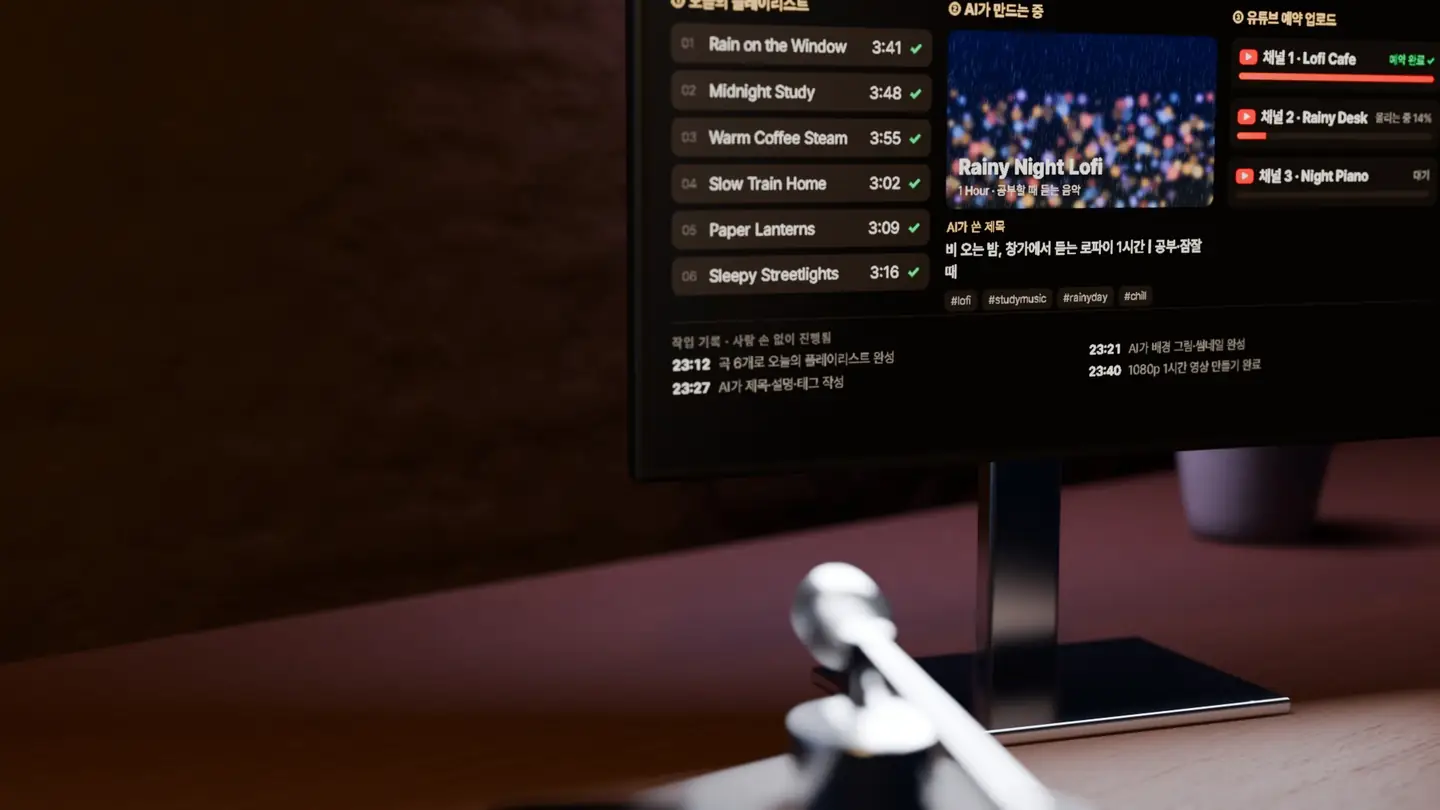 ① 오늘의 플레이리스트
01 Rain on the Window 3:41
02 Midnight Study 3:48
03 Warm Coffee Steam 3:55
04 Slow Train Home 3:02
05 Paper Lanterns 3:09
06 Sleepy Streetlights 3:16
② AI가 만드는 중
Rainy Night Lofi
1 Hour · 공부할 때 듣는 음악
AI가 쓴 제목
비 오는 밤, 창가에서 듣는 로파이 1시간 | 공부·잠잘
때
#lofi #studymusic #rainyday #chill
③ 유튜브 예약 업로드
채널 1 · Lofi Cafe 예약 완료
채널 2 · Rainy Desk 올리는 중 14%
채널 3 · Night Piano 대기
작업 기록 · 사람 손 없이 진행됨
23:12 곡 6개로 오늘의 플레이리스트 완성
23:21 AI가 배경 그림·썸네일 완성
23:27 AI가 제목·설명·태그 작성
23:40 1080p 1시간 영상 만들기 완료